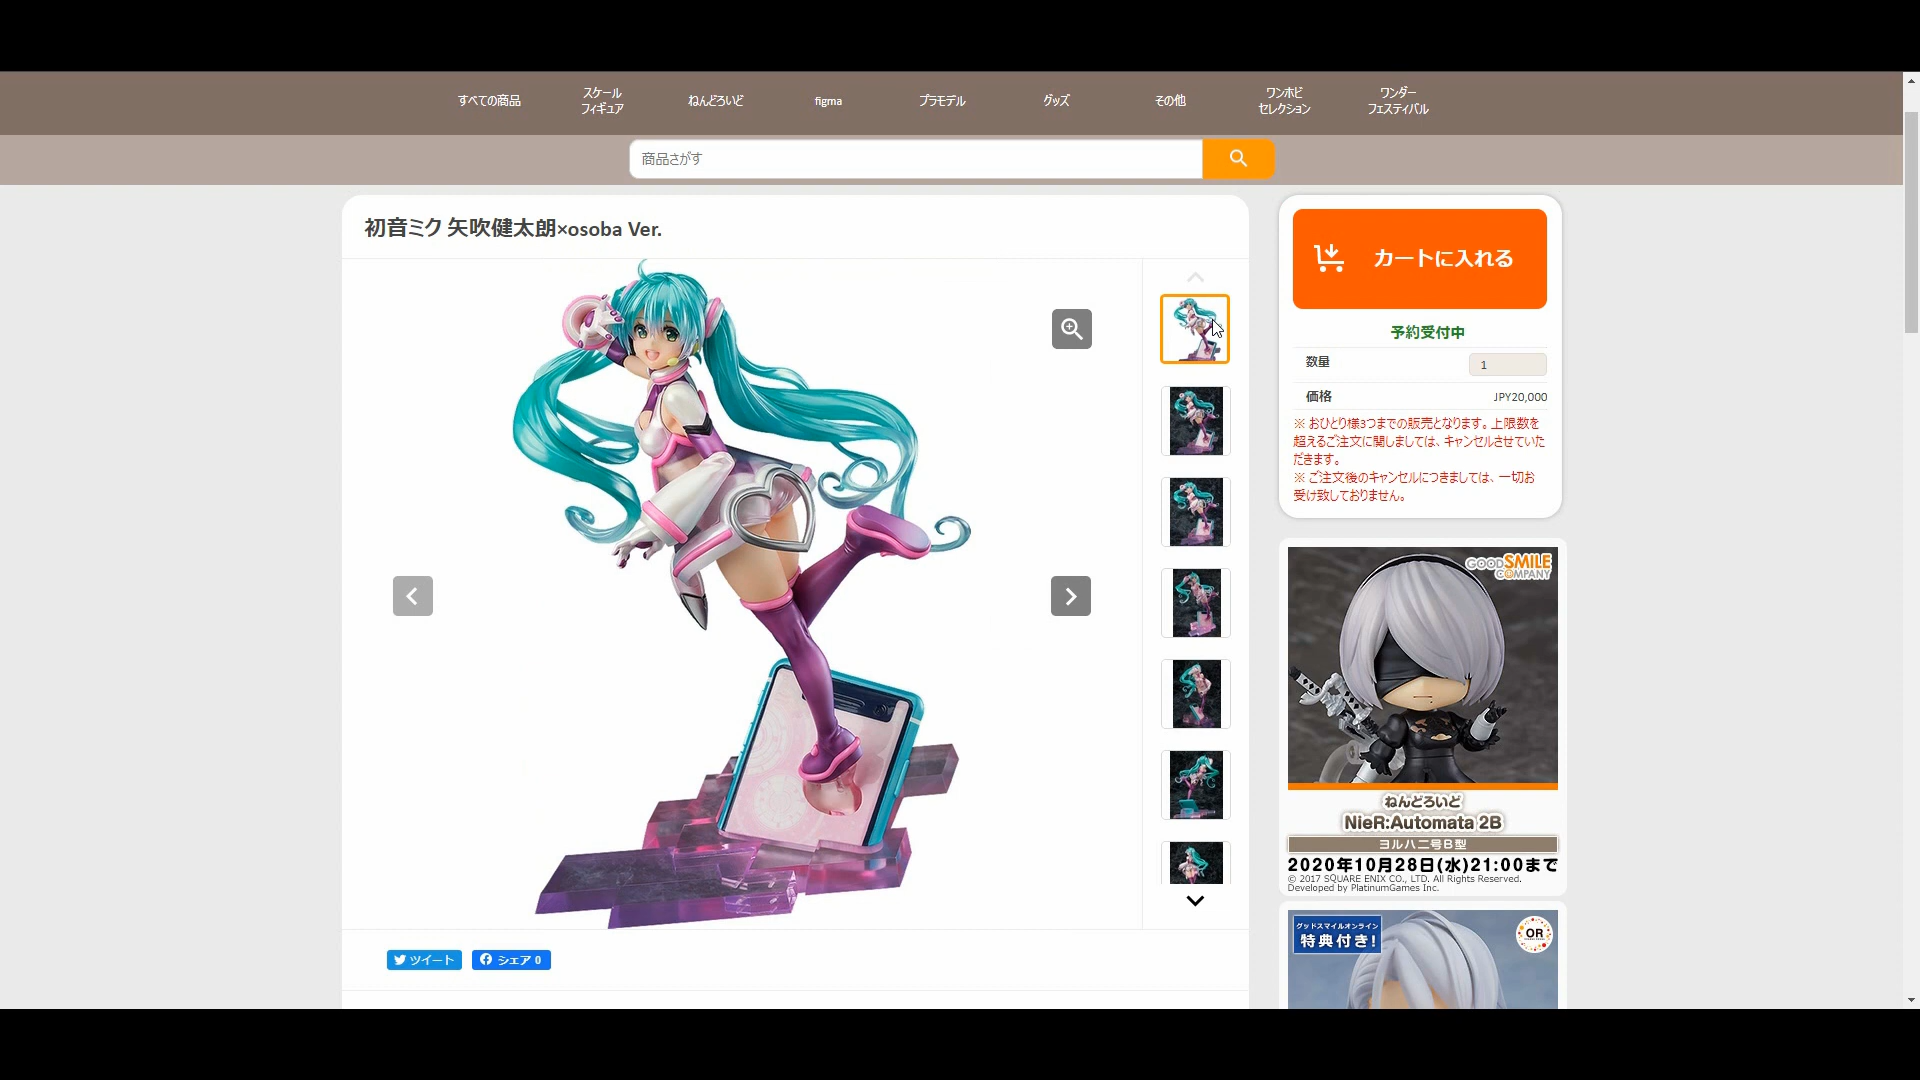 すべての商品
スケール
フィギュア
ねんどろいど
figma
プラモデル
グッズ
その他
ワンホビ
セレクション
ワンダー
フェスティバル
商品さがす
初音ミク 矢吹健太朗×osoba Ver.
カートに入れる
予約受付中
数量
1
価格
JPY20,000
※ おひとり様3つまでの販売となります。上限数を
超えるご注文に関しましては、キャンセルさせていた
だきます。
※ ご注文後のキャンセルにつきましては、一切お
受け致しておりません。
GOOD SMILE
COMPANY
ねんどろいど
NieR:Automata 2B
ヨルハ二号B型
2020年10月28日(水)21:00まで
© 2017 SQUARE ENIX CO., LTD. All Rights Reserved.
Developed by PlatinumGames Inc.
グッドスマイルオンライン
特典付き!
OR
ツイート
シェア 0